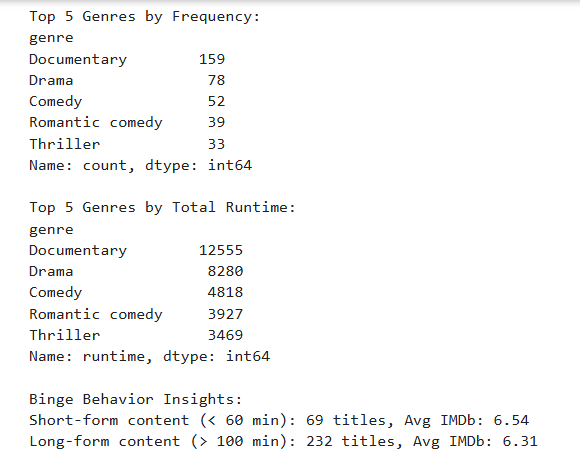 Top 5 Genres by Frequency:
genre
Documentary         159
Drama                78
Comedy               52
Romantic comedy      39
Thriller             33
Name: count, dtype: int64

Top 5 Genres by Total Runtime:
genre
Documentary         12555
Drama                8280
Comedy               4818
Romantic comedy      3927
Thriller             3469
Name: runtime, dtype: int64

Binge Behavior Insights:
Short-form content (< 60 min): 69 titles, Avg IMDb: 6.54
Long-form content (> 100 min): 232 titles, Avg IMDb: 6.31